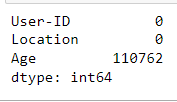 User-ID 0
Location 0
Age 110762
dtype: int64